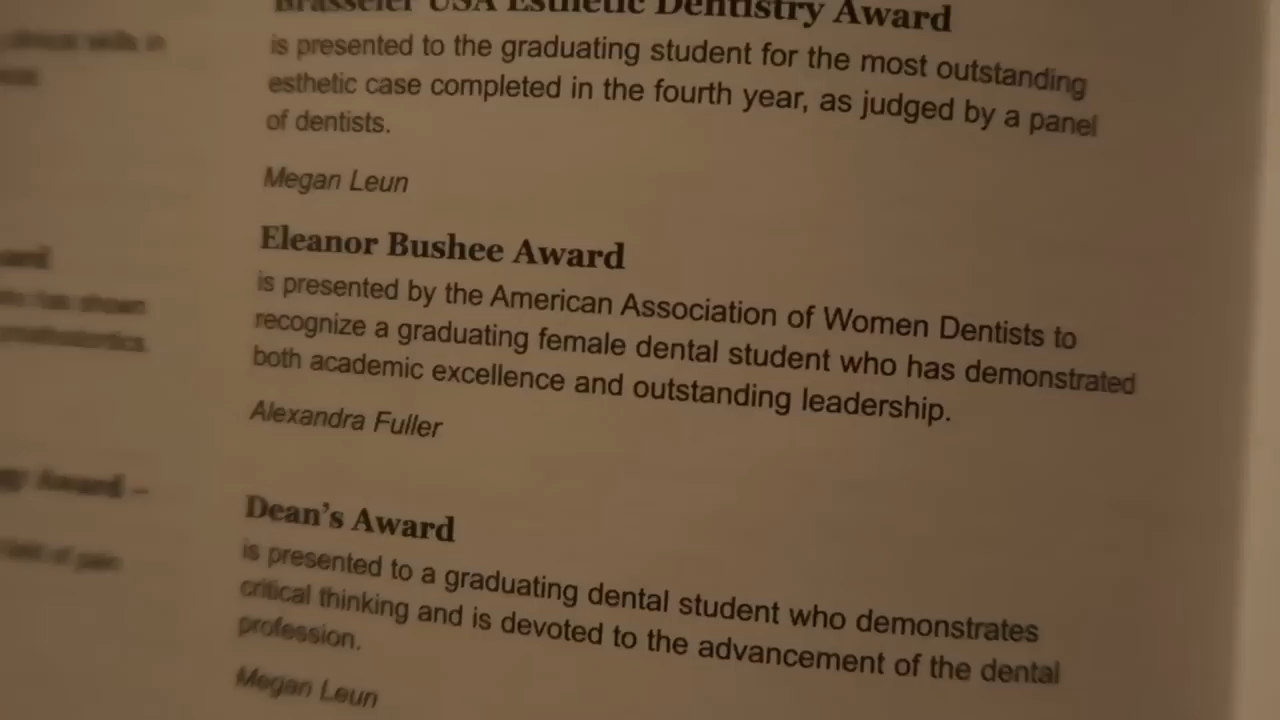 Brasseler USA Esthetic Dentistry Award
is presented to the graduating student for the most outstanding
esthetic case completed in the fourth year, as judged by a panel
of dentists.
Megan Leun
Eleanor Bushee Award
is presented by the American Association of Women Dentists to
recognize a graduating female dental student who has demonstrated
both academic excellence and outstanding leadership.
Alexandra Fuller
Dean's Award
is presented to a graduating dental student who demonstrates
critical thinking and is devoted to the advancement of the dental
profession.
Megan Leun